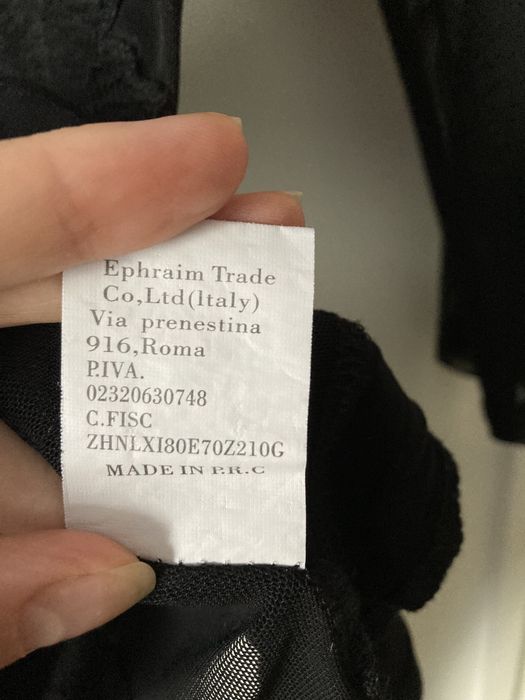 Ephraim Trade
Co,Ltd(Italy)
Via prenestina
916,Roma
P.IVA.
02320630748
C.FISC
ZHNLXI80E70Z210G
MADE IN P.R.C